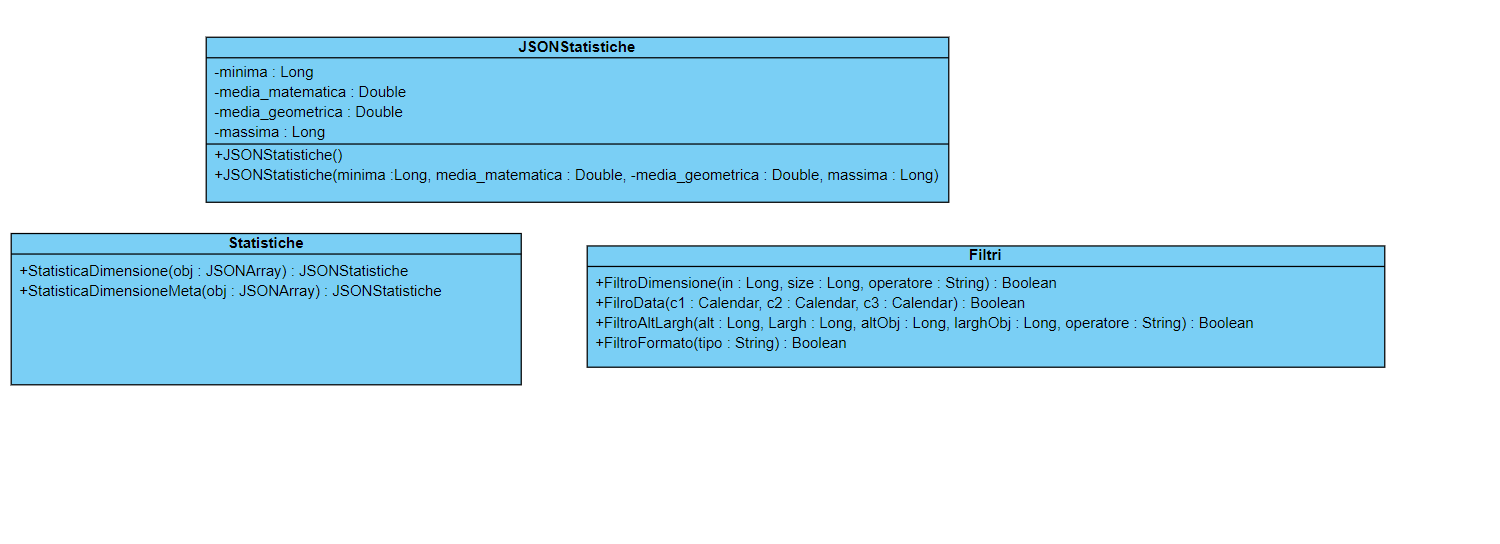 JSONStatistiche
-minima : Long
-media_matematica : Double
-media_geometrica : Double
-massima : Long
+JSONStatistiche()
+JSONStatistiche(minima :Long, media_matematica : Double, -media_geometrica : Double, massima : Long)
Statistiche
+StatisticaDimensione(obj : JSONArray) : JSONStatistiche
+StatisticaDimensioneMeta(obj : JSONArray) : JSONStatistiche
Filtri
+FiltroDimensione(in : Long, size : Long, operatore : String) : Boolean
+FilroData(c1 : Calendar, c2 : Calendar, c3 : Calendar) : Boolean
+FiltroAltLargh(alt : Long, Largh : Long, altObj : Long, larghObj : Long, operatore : String) : Boolean
+FiltroFormato(tipo : String) : Boolean